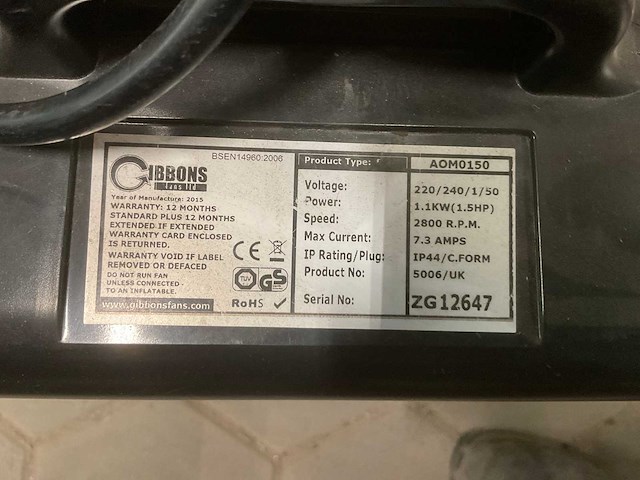 BSEN14960:2006
GIBBONS
fans ltd
Year of Manufacture: 2015
WARRANTY: 12 MONTHS
STANDARD PLUS 12 MONTHS
EXTENDED IF EXTENDED
WARRANTY CARD ENCLOSED
IS RETURNED.
WARRANTY VOID IF LABEL
REMOVED OR DEFACED
DO NOT RUN FAN
UNLESS CONNECTED -
TO AN INFLATABLE.
www.gibbonsfans.com
CE
TUV GS
RoHS ✓
Product Type: AOM0150
Voltage: 220/240/1/50
Power: 1.1KW(1.5HP)
Speed: 2800 R.P.M.
Max Current: 7.3 AMPS
IP Rating/Plug: IP44/C.FORM
Product No: 5006/UK
Serial No: ZG12647